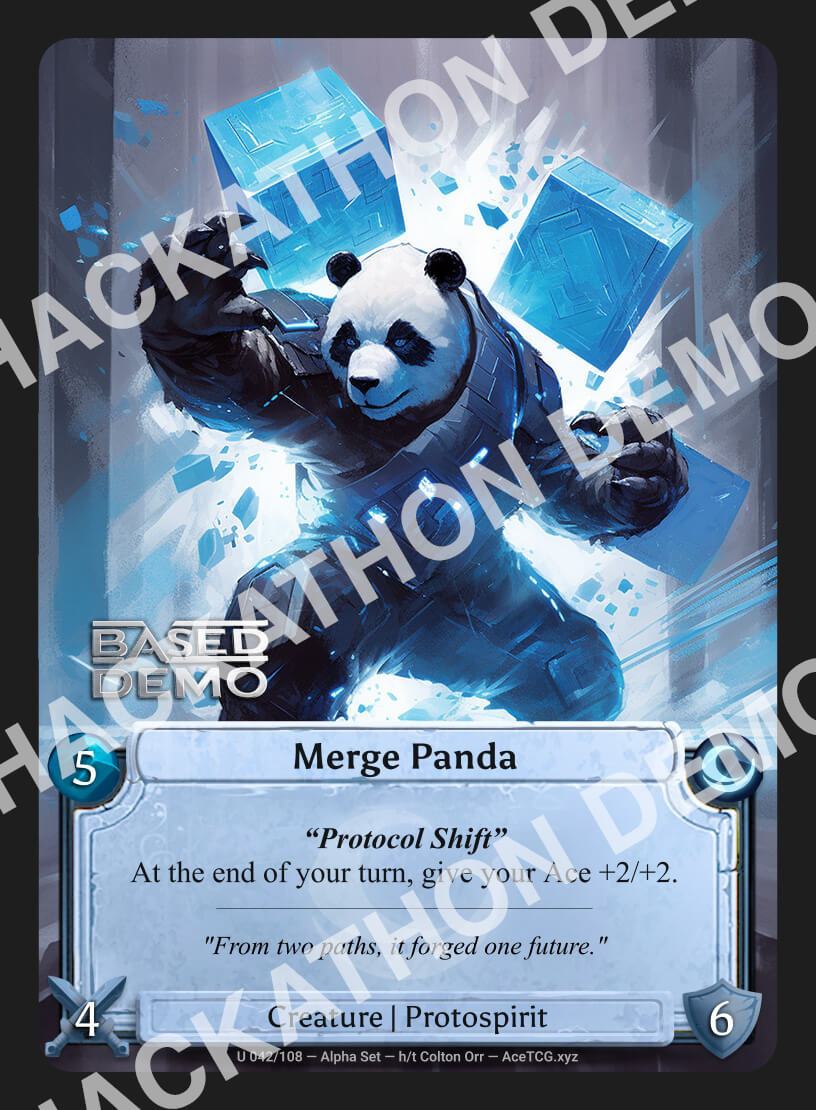 HACKATHON DEMO
HACKATHON DEMO
HACKATHON DEMO
BASED
DEMO
5
Merge Panda
“Protocol Shift”
At the end of your turn, give your Ace +2/+2.
"From two paths, it forged one future."
4
Creature | Protospirit
6
U 042/108 — Alpha Set — h/t Colton Orr — AceTCG.xyz